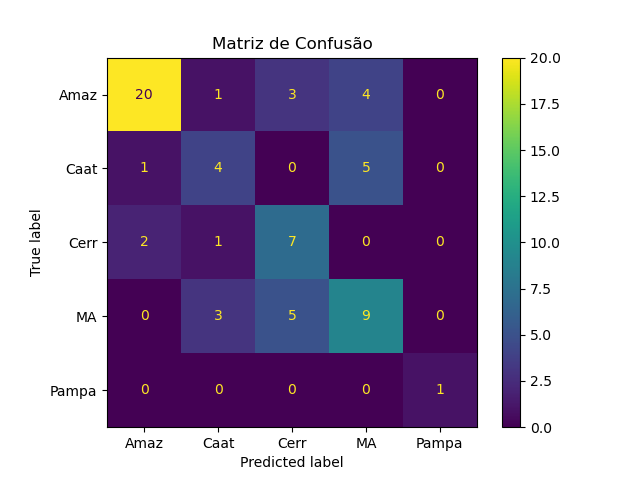 Matriz de Confusão
True label
Amaz 20 1 3 4 0
Caat 1 4 0 5 0
Cerr 2 1 7 0 0
MA 0 3 5 9 0
Pampa 0 0 0 0 1
Amaz Caat Cerr MA Pampa
Predicted label
20.0
17.5
15.0
12.5
10.0
7.5
5.0
2.5
0.0